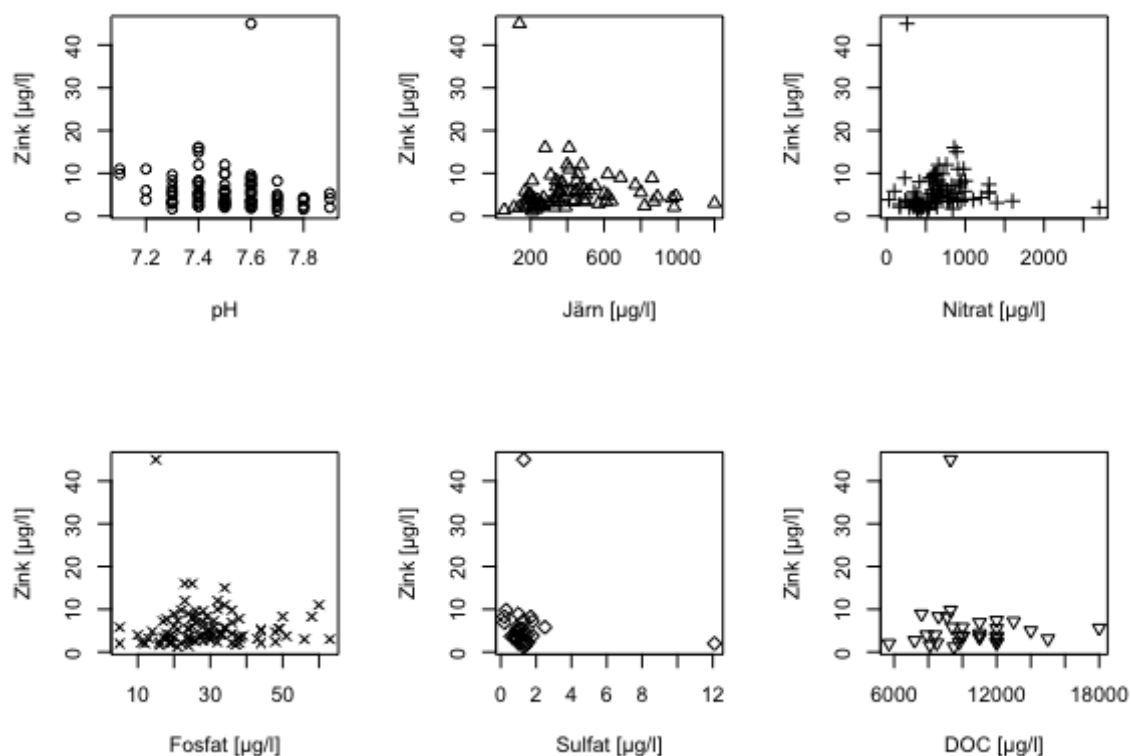 Zink [µg/l]
40
30
20
10
0
7.2 7.4 7.6 7.8
pH
Zink [µg/l]
40
30
20
10
0
200 600 1000
Järn [µg/l]
Zink [µg/l]
40
30
20
10
0
0 1000 2000
Nitrat [µg/l]
Zink [µg/l]
40
30
20
10
0
10 30 50
Fosfat [µg/l]
Zink [µg/l]
40
30
20
10
0
0 2 4 6 8 12
Sulfat [µg/l]
Zink [µg/l]
40
30
20
10
0
6000 12000 18000
DOC [µg/l]